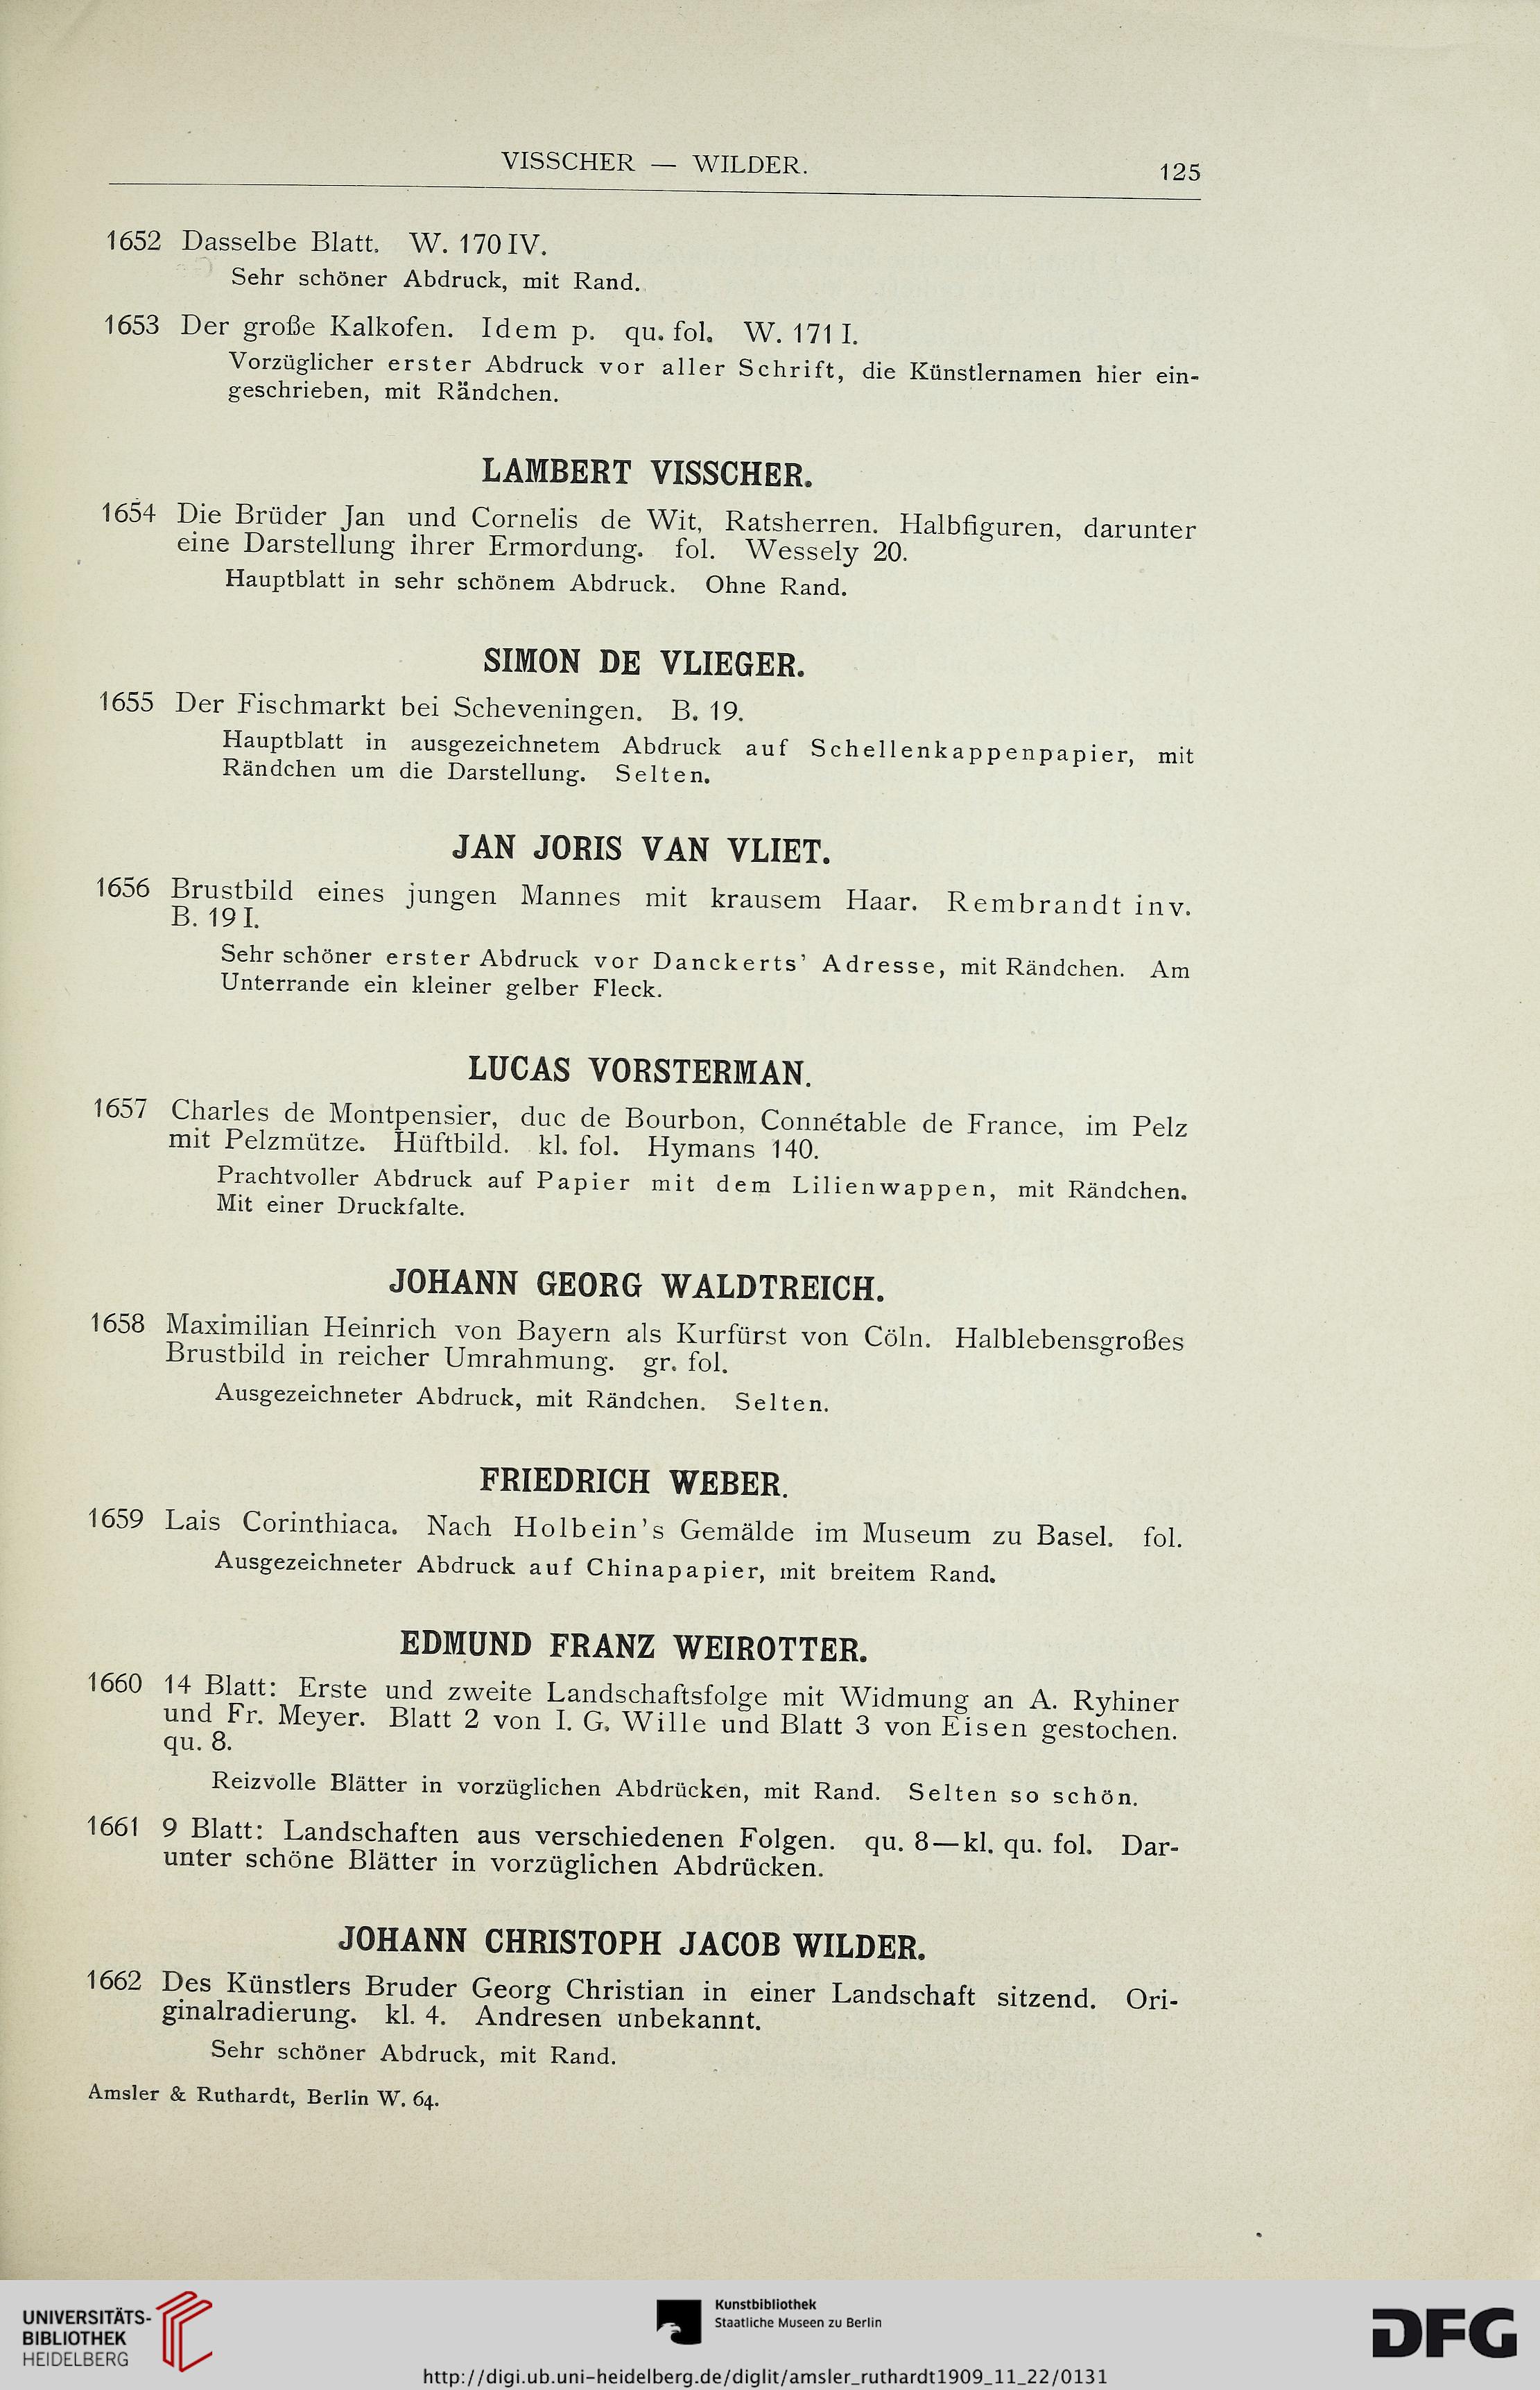 VISSCHER — WILDER. 125
1652 Dasselbe Blatt. W. 170 IV.
Sehr schöner Abdruck, mit Rand.
1653 Der große Kalkofen. Idem p. qu. fol. W. 171 I.
Vorzüglicher erster Abdruck vor aller Schrift, die Künstlernamen hier ein-
geschrieben, mit Rändchen.
LAMBERT VISSCHER.
1654 Die Brüder Jan und Cornelis de Wit, Ratsherren. Halbfiguren, darunter
eine Darstellung ihrer Ermordung. fol. Wessely 20.
Hauptblatt in sehr schönem Abdruck. Ohne Rand.
SIMON DE VLIEGER.
1655 Der Fischmarkt bei Scheveningen. B. 19.
Hauptblatt in ausgezeichnetem Abdruck auf Schellenkappenpapier, mit
Rändchen um die Darstellung. Selten.
JAN JORIS VAN VLIET.
1656 Brustbild eines jungen Mannes mit krausem Haar. Rembrandt inv.
B. 19 I.
Sehr schöner erster Abdruck vor Danckerts' Adresse, mit Rändchen. Am
Unterrande ein kleiner gelber Fleck.
LUCAS VORSTERMAN.
1657 Charles de Montpensier, duc de Bourbon, Connétable de France, im Pelz
mit Pelzmütze. Hüftbild. kl. fol. Hymans 140.
Prachtvoller Abdruck auf Papier mit dem Lilienwappen, mit Rändchen.
Mit einer Druckfalte.
JOHANN GEORG WALDTREICH.
1658 Maximilian Heinrich von Bayern als Kurfürst von Cöln. Halblebensgroßes
Brustbild in reicher Umrahmung. gr. fol.
Ausgezeichneter Abdruck, mit Rändchen. Selten.
FRIEDRICH WEBER.
1659 Lais Corinthiaca. Nach Holbein's Gemälde im Museum zu Basel. fol.
Ausgezeichneter Abdruck auf Chinapapier, mit breitem Rand.
EDMUND FRANZ WEIROTTER.
1660 14 Blatt: Erste und zweite Landschaftsfolge mit Widmung an A. Ryhiner
und Fr. Meyer. Blatt 2 von I. G. Wille und Blatt 3 von Eisen gestochen.
qu. 8.
Reizvolle Blätter in vorzüglichen Abdrücken, mit Rand. Selten so schön.
1661 9 Blatt: Landschaften aus verschiedenen Folgen. qu. 8—kl. qu. fol. Dar-
unter schöne Blätter in vorzüglichen Abdrücken.
JOHANN CHRISTOPH JACOB WILDER.
1662 Des Künstlers Bruder Georg Christian in einer Landschaft sitzend. Ori-
ginalradierung. kl. 4. Andresen unbekannt.
Sehr schöner Abdruck, mit Rand.
Amsler & Ruthardt, Berlin W. 64.
UNIVERSITÄTS-
BIBLIOTHEK
HEIDELBERG
Kunstbibliothek
Staatliche Museen zu Berlin
DFG
http://digi.ub.uni-heidelberg.de/diglit/amsler_ruthardt1909_11_22/0131